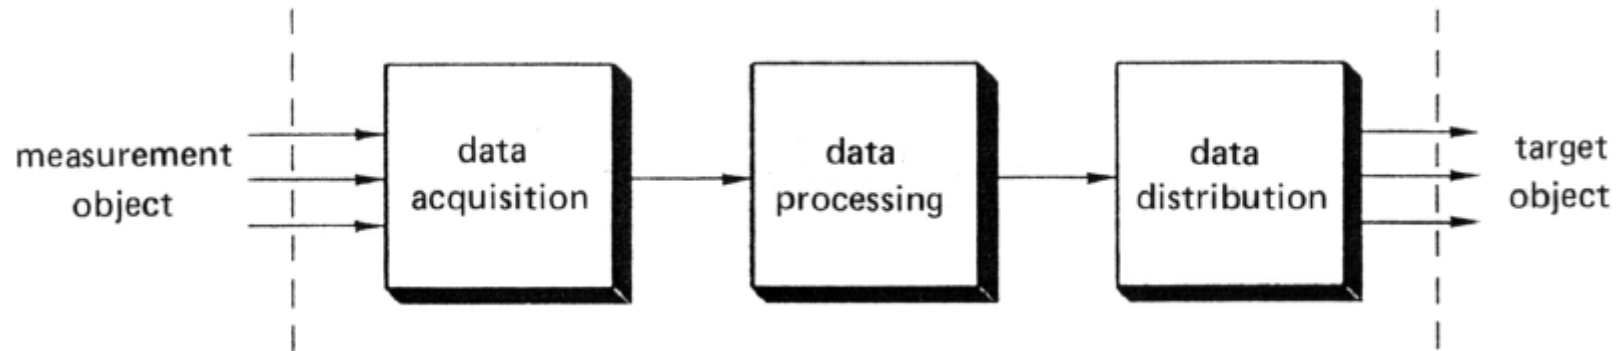 measurement
object
data
acquisition
data
processing
data
distribution
target
object